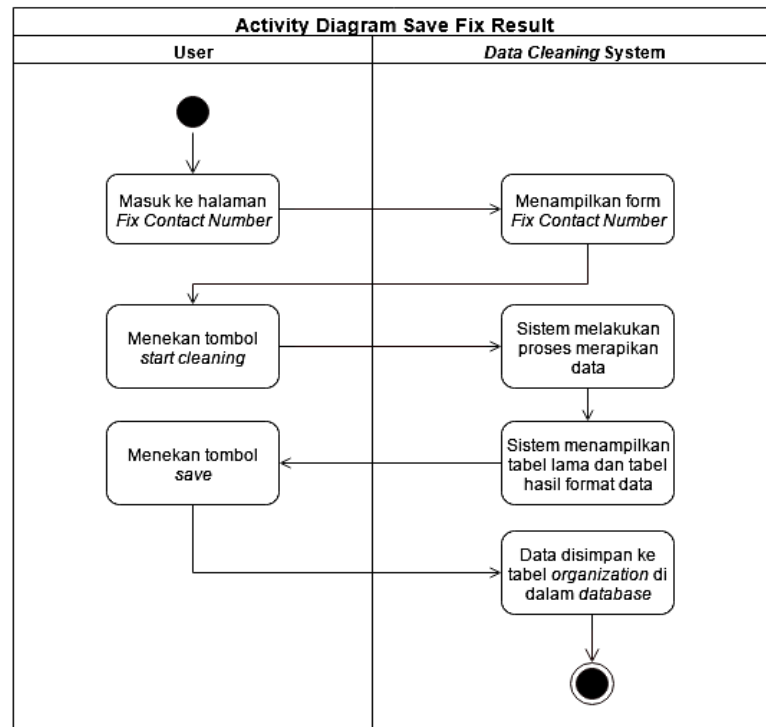 Activity Diagram Save Fix Result
User
Data Cleaning System
Masuk ke halaman
Fix Contact Number
Menampilkan form
Fix Contact Number
Menekan tombol
start cleaning
Sistem melakukan
proses merapikan
data
Menekan tombol
save
Sistem menampilkan
tabel lama dan tabel
hasil format data
Data disimpan ke
tabel organization di
dalam database